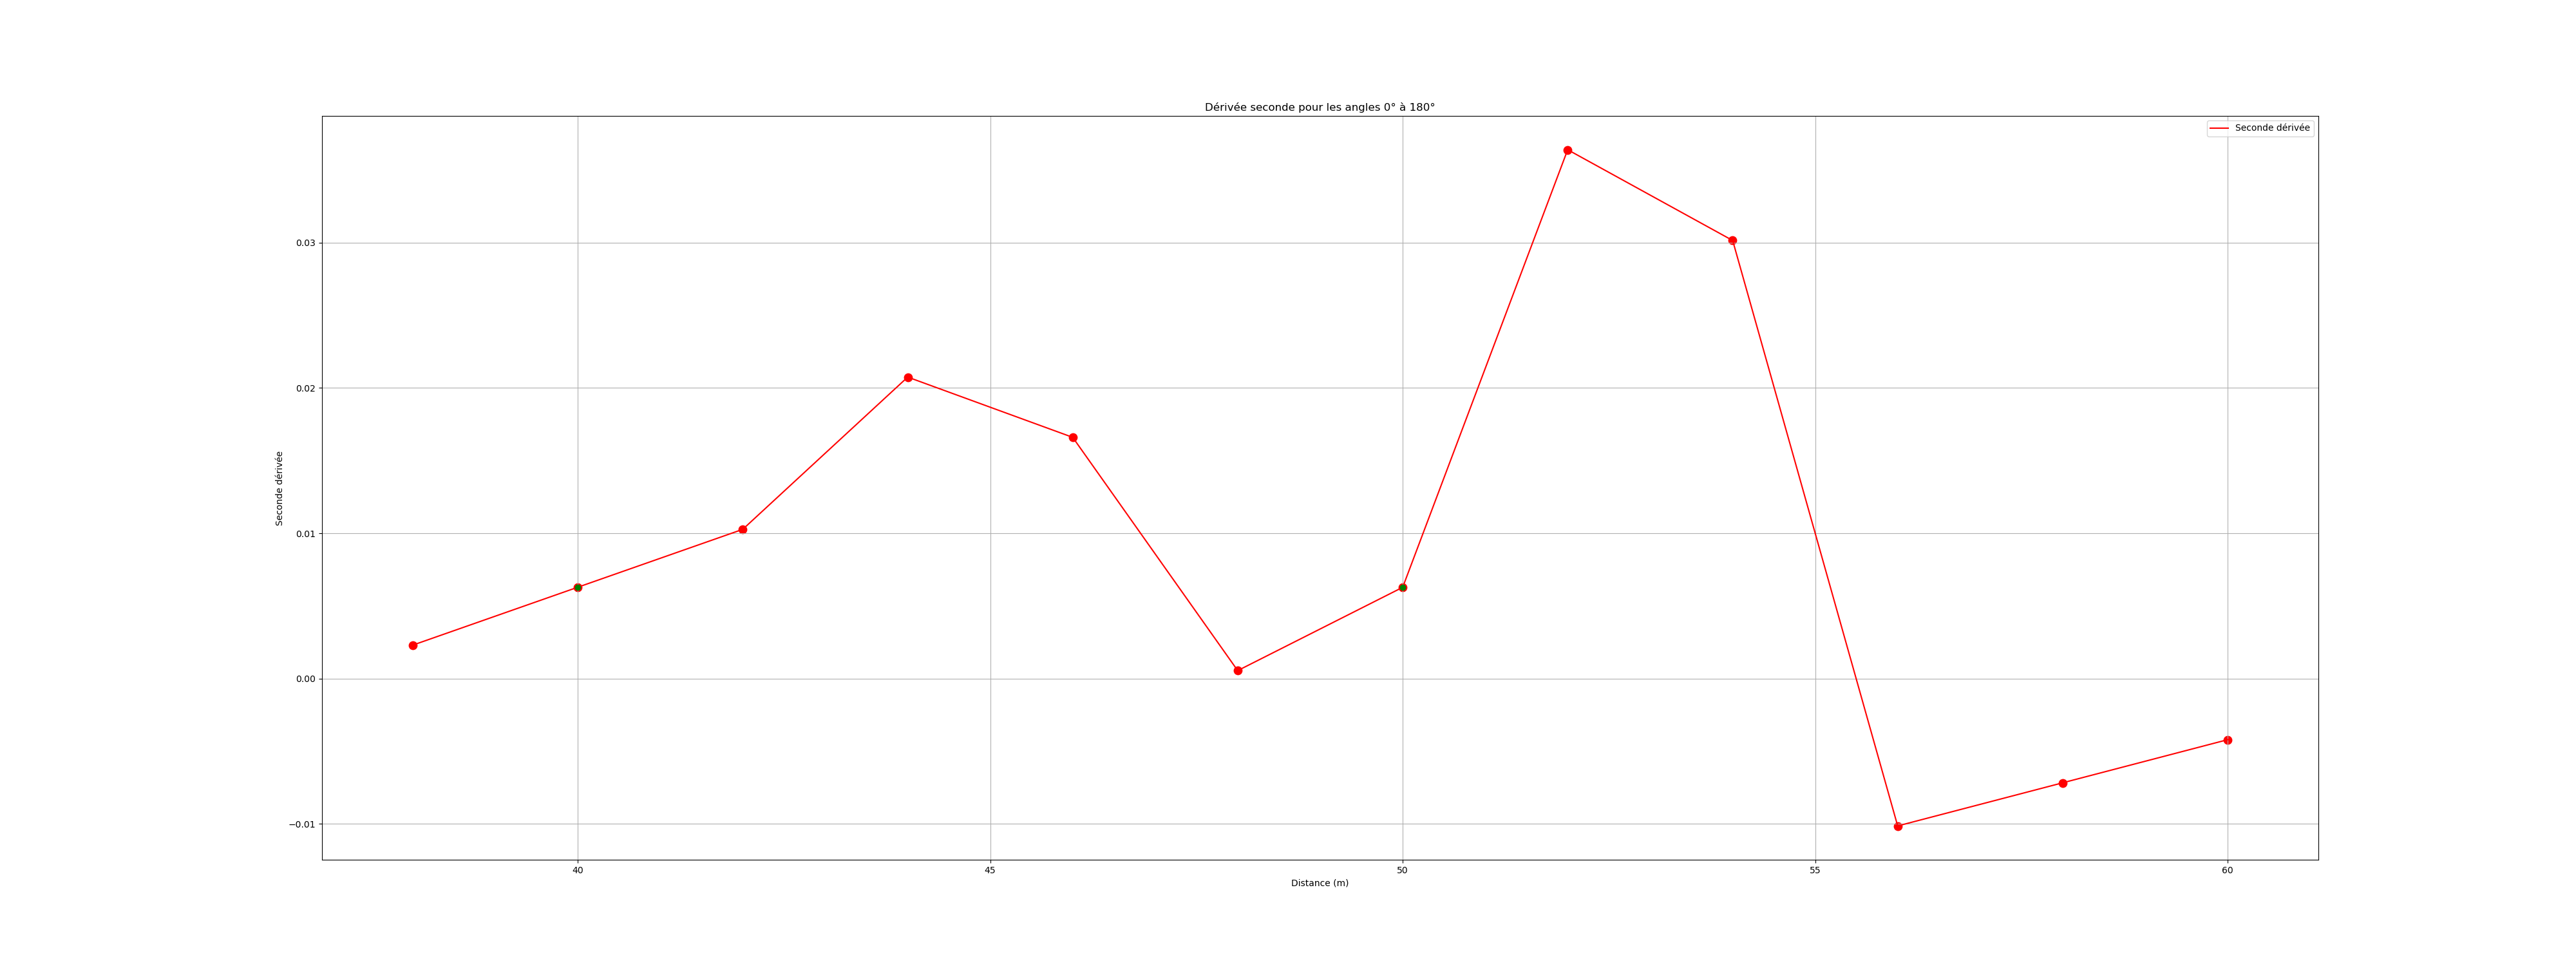 Dérivée seconde pour les angles 0° à 180°
Seconde dérivée
Seconde dérivée
0.03
0.02
0.01
0.00
−0.01
40 45 50 55 60
Distance (m)